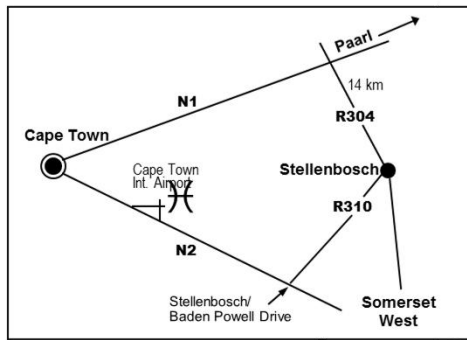 Paarl
14 km
N1
R304
Cape Town
Cape Town
Int. Airport
Stellenbosch
R310
N2
Stellenbosch/
Baden Powell Drive
Somerset
West